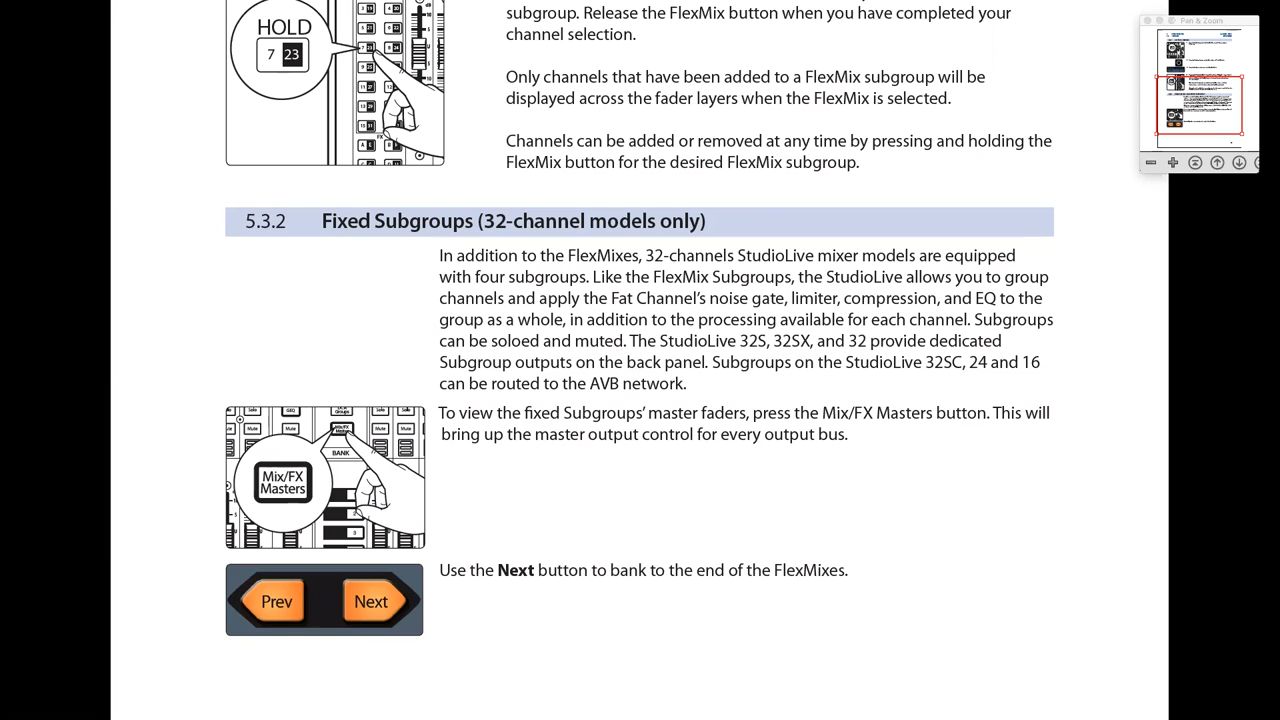 HOLD
7 23
subgroup. Release the FlexMix button when you have completed your
channel selection.
Only channels that have been added to a FlexMix subgroup will be
displayed across the fader layers when the FlexMix is selected.
Channels can be added or removed at any time by pressing and holding the
FlexMix button for the desired FlexMix subgroup.
Pan & Zoom
5.3.2 Fixed Subgroups (32-channel models only)
In addition to the FlexMixes, 32-channels StudioLive mixer models are equipped
with four subgroups. Like the FlexMix Subgroups, the StudioLive allows you to group
channels and apply the Fat Channel's noise gate, limiter, compression, and EQ to the
group as a whole, in addition to the processing available for each channel. Subgroups
can be soloed and muted. The StudioLive 32S, 32SX, and 32 provide dedicated
Subgroup outputs on the back panel. Subgroups on the StudioLive 32SC, 24 and 16
can be routed to the AVB network.
To view the fixed Subgroups' master faders, press the Mix/FX Masters button. This will
bring up the master output control for every output bus.
GEQ
Mute
Mute
Mute
BANK
Mix/FX
Masters
Use the Next button to bank to the end of the FlexMixes.
Prev
Next